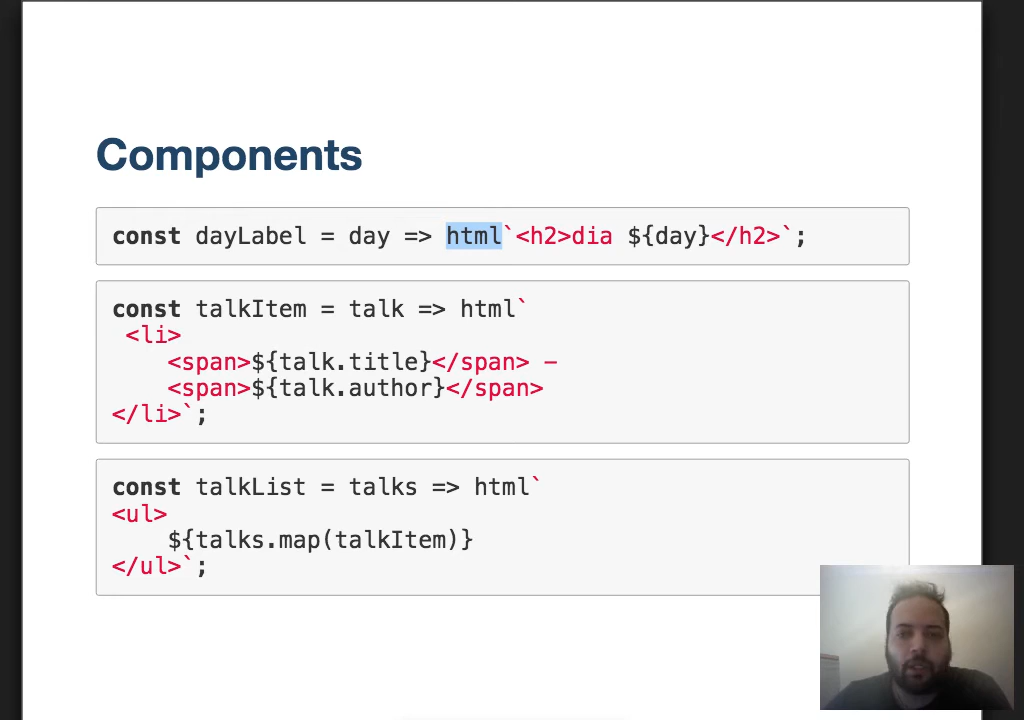 Components
const dayLabel = day => html`<h2>dia ${day}</h2>`;
const talkItem = talk => html`
<li>
<span>${talk.title}</span> –
<span>${talk.author}</span>
</li>`;
const talkList = talks => html`
<ul>
${talks.map(talkItem)}
</ul>`;